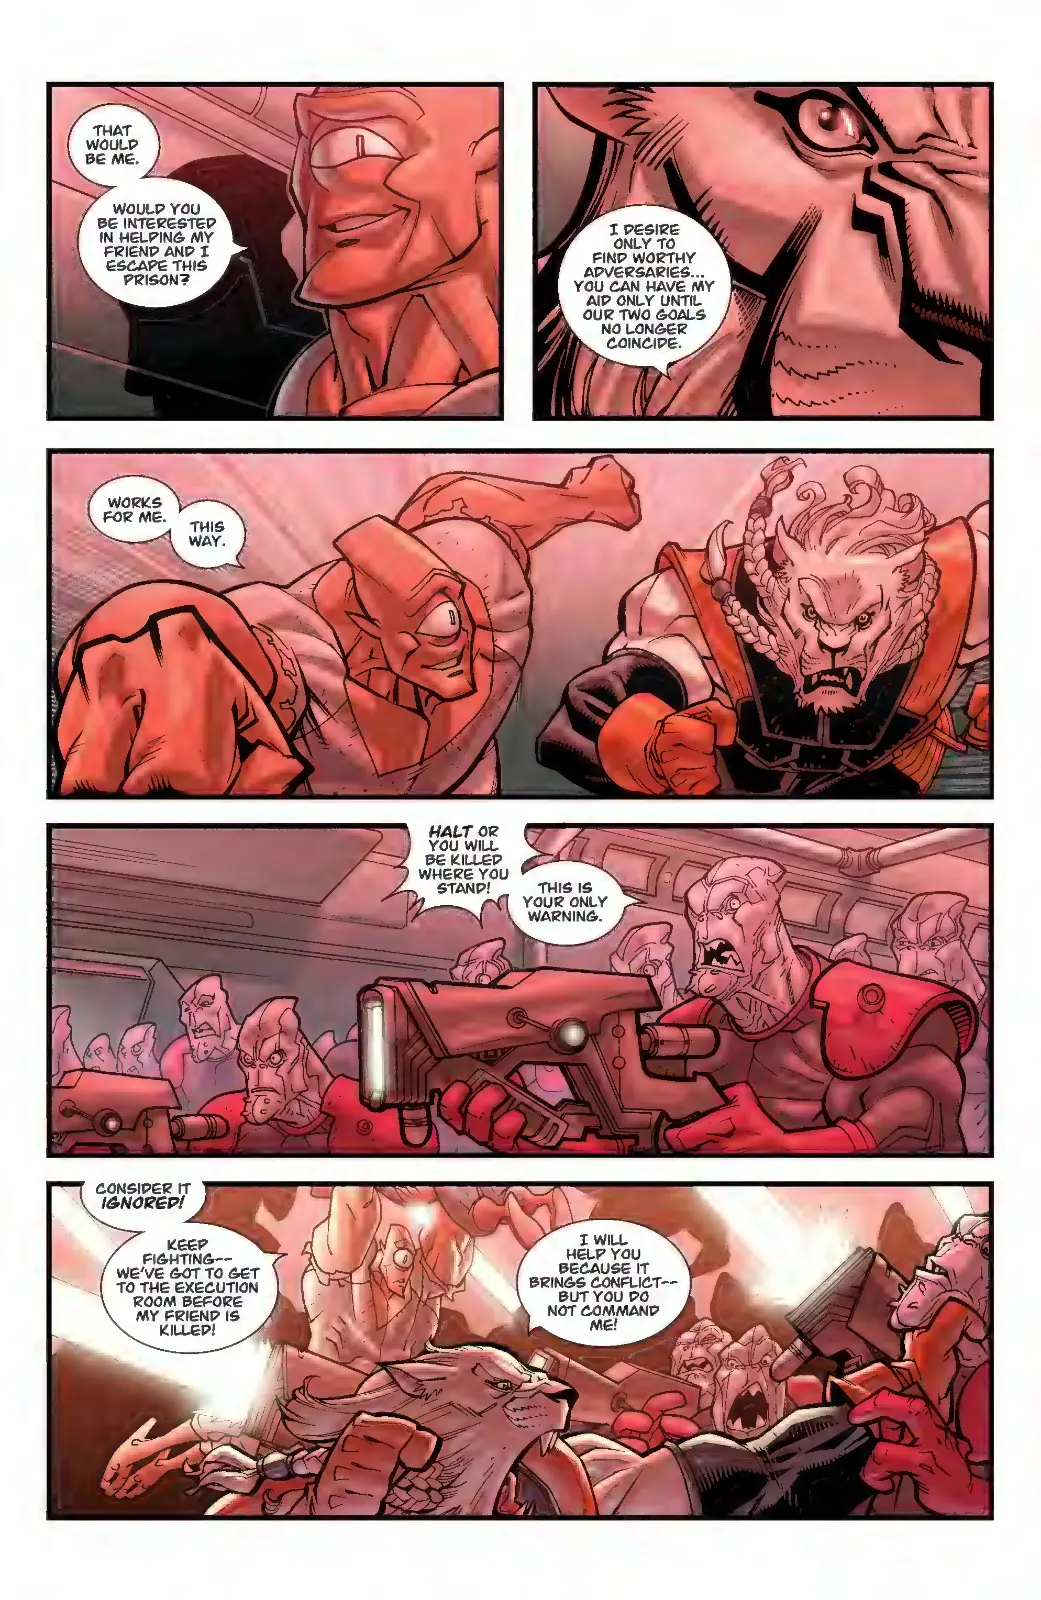 THAT
WOULD
BE ME.
WOULD YOU
BE INTERESTED
IN HELPING MY
FRIEND AND I
ESCAPE THIS
PRISON?
I DESIRE
ONLY TO
FIND WORTHY
ADVERSARIES...
YOU CAN HAVE MY
AID ONLY UNTIL
OUR TWO GOALS
NO LONGER
COINCIDE.
WORKS
FOR ME.
THIS
WAY.
HALT OR
YOU WILL
BE KILLED
WHERE YOU
STAND!
THIS IS
YOUR ONLY
WARNING.
CONSIDER IT
IGNORED!
KEEP
FIGHTING--
WE'VE GOT TO GET
TO THE EXECUTION
ROOM BEFORE
MY FRIEND IS
KILLED!
I WILL
HELP YOU
BECAUSE IT
BRINGS CONFLICT--
BUT YOU DO
NOT COMMAND
ME!